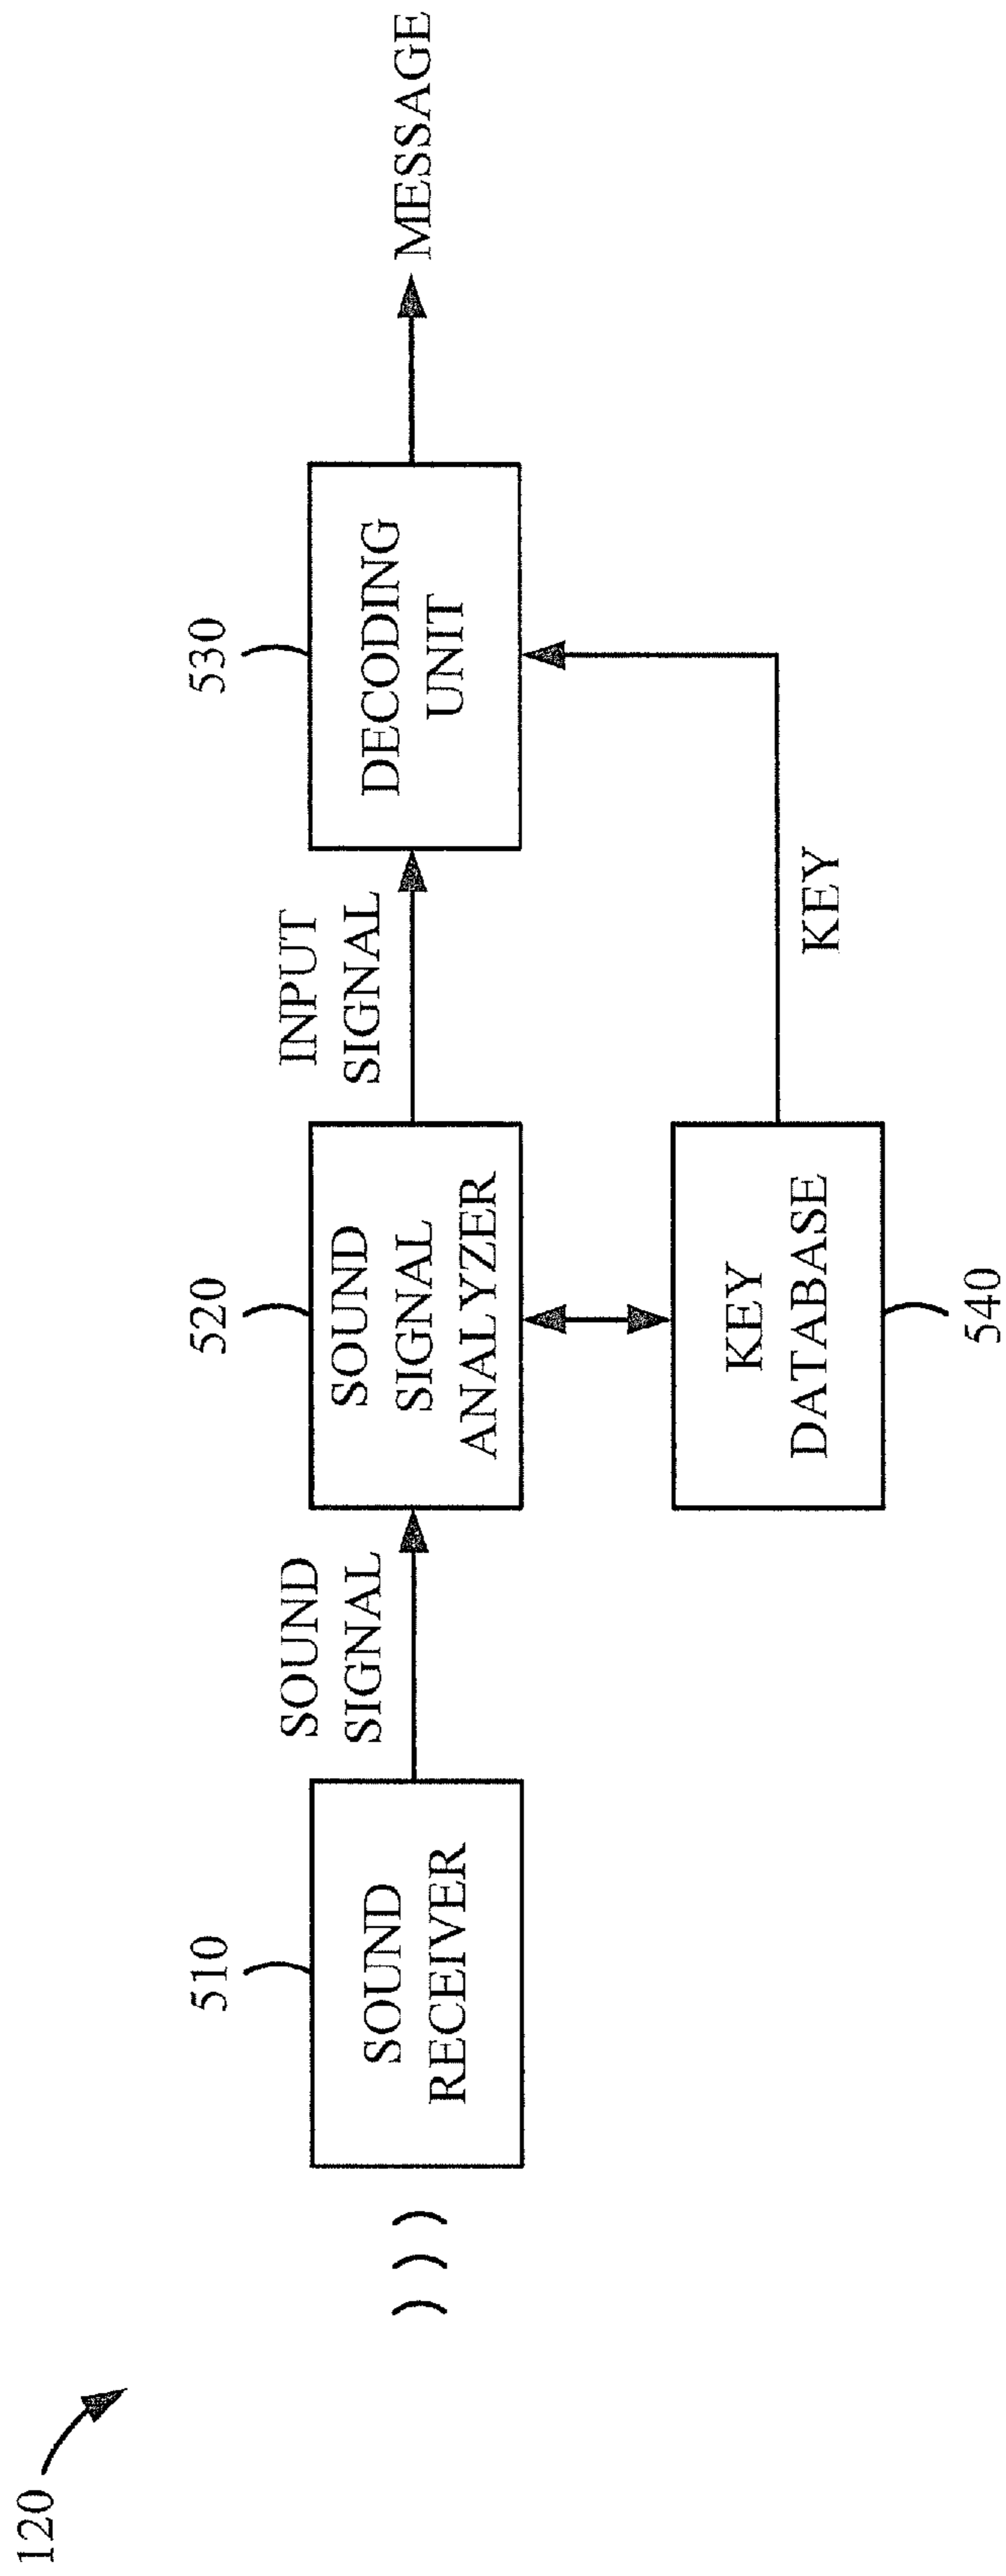 120
510
SOUND
RECEIVER
SOUND
SIGNAL
520
SOUND
SIGNAL
ANALYZER
INPUT
SIGNAL
530
DECODING
UNIT
MESSAGE
KEY
DATABASE
540
KEY